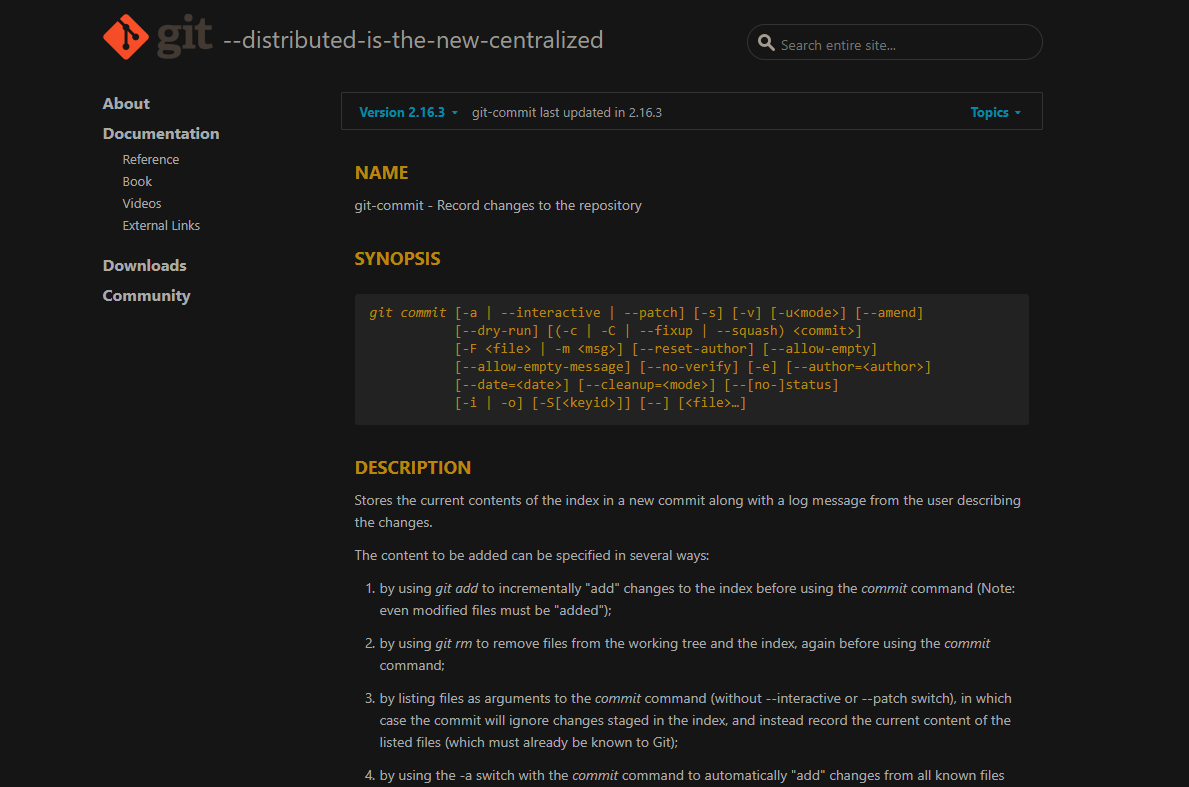 git --distributed-is-the-new-centralized
Search entire site...
About
Documentation
Reference
Book
Videos
External Links
Downloads
Community
Version 2.16.3 git-commit last updated in 2.16.3 Topics
NAME
git-commit - Record changes to the repository
SYNOPSIS
git commit [-a | --interactive | --patch] [-s] [-v] [-u<mode>] [--amend]
[--dry-run] [(-c | -C | --fixup | --squash) <commit>]
[-F <file> | -m <msg>] [--reset-author] [--allow-empty]
[--allow-empty-message] [--no-verify] [-e] [--author=<author>]
[--date=<date>] [--cleanup=<mode>] [--[no-]status]
[-i | -o] [-S[<keyid>]] [--] [<file>…]
DESCRIPTION
Stores the current contents of the index in a new commit along with a log message from the user describing
the changes.
The content to be added can be specified in several ways:
1. by using git add to incrementally "add" changes to the index before using the commit command (Note:
even modified files must be "added");
2. by using git rm to remove files from the working tree and the index, again before using the commit
command;
3. by listing files as arguments to the commit command (without --interactive or --patch switch), in which
case the commit will ignore changes staged in the index, and instead record the current content of the
listed files (which must already be known to Git);
4. by using the -a switch with the commit command to automatically "add" changes from all known files